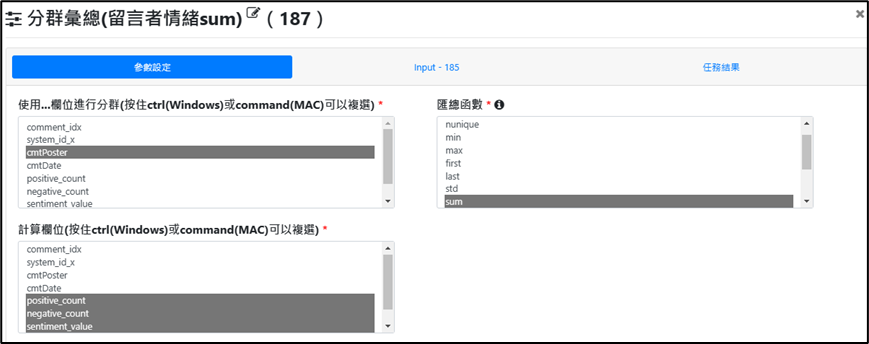 分群彙總(留言者情緒sum) （187）
×
參數設定
Input - 185
任務結果
使用...欄位進行分群(按住ctrl(Windows)或command(MAC)可以複選) *
comment_idx
system_id_x
cmtPoster
cmtDate
positive_count
negative_count
sentiment_value
匯總函數 *
nunique
min
max
first
last
std
sum
計算欄位(按住ctrl(Windows)或command(MAC)可以複選) *
comment_idx
system_id_x
cmtPoster
cmtDate
positive_count
negative_count
sentiment_value